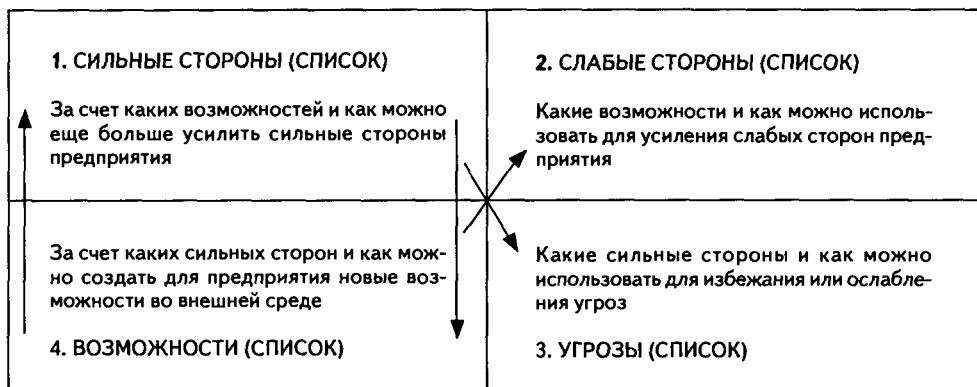 1. СИЛЬНЫЕ СТОРОНЫ (СПИСОК)
За счет каких возможностей и как можно
еще больше усилить сильные стороны
предприятия
2. СЛАБЫЕ СТОРОНЫ (СПИСОК)
Какие возможности и как можно исполь-
зовать для усиления слабых сторон пред-
приятия
За счет каких сильных сторон и как мож-
но создать для предприятия новые воз-
можности во внешней среде
4. ВОЗМОЖНОСТИ (СПИСОК)
Какие сильные стороны и как можно
использовать для избежания или ослабле-
ния угроз
3. УГРОЗЫ (СПИСОК)